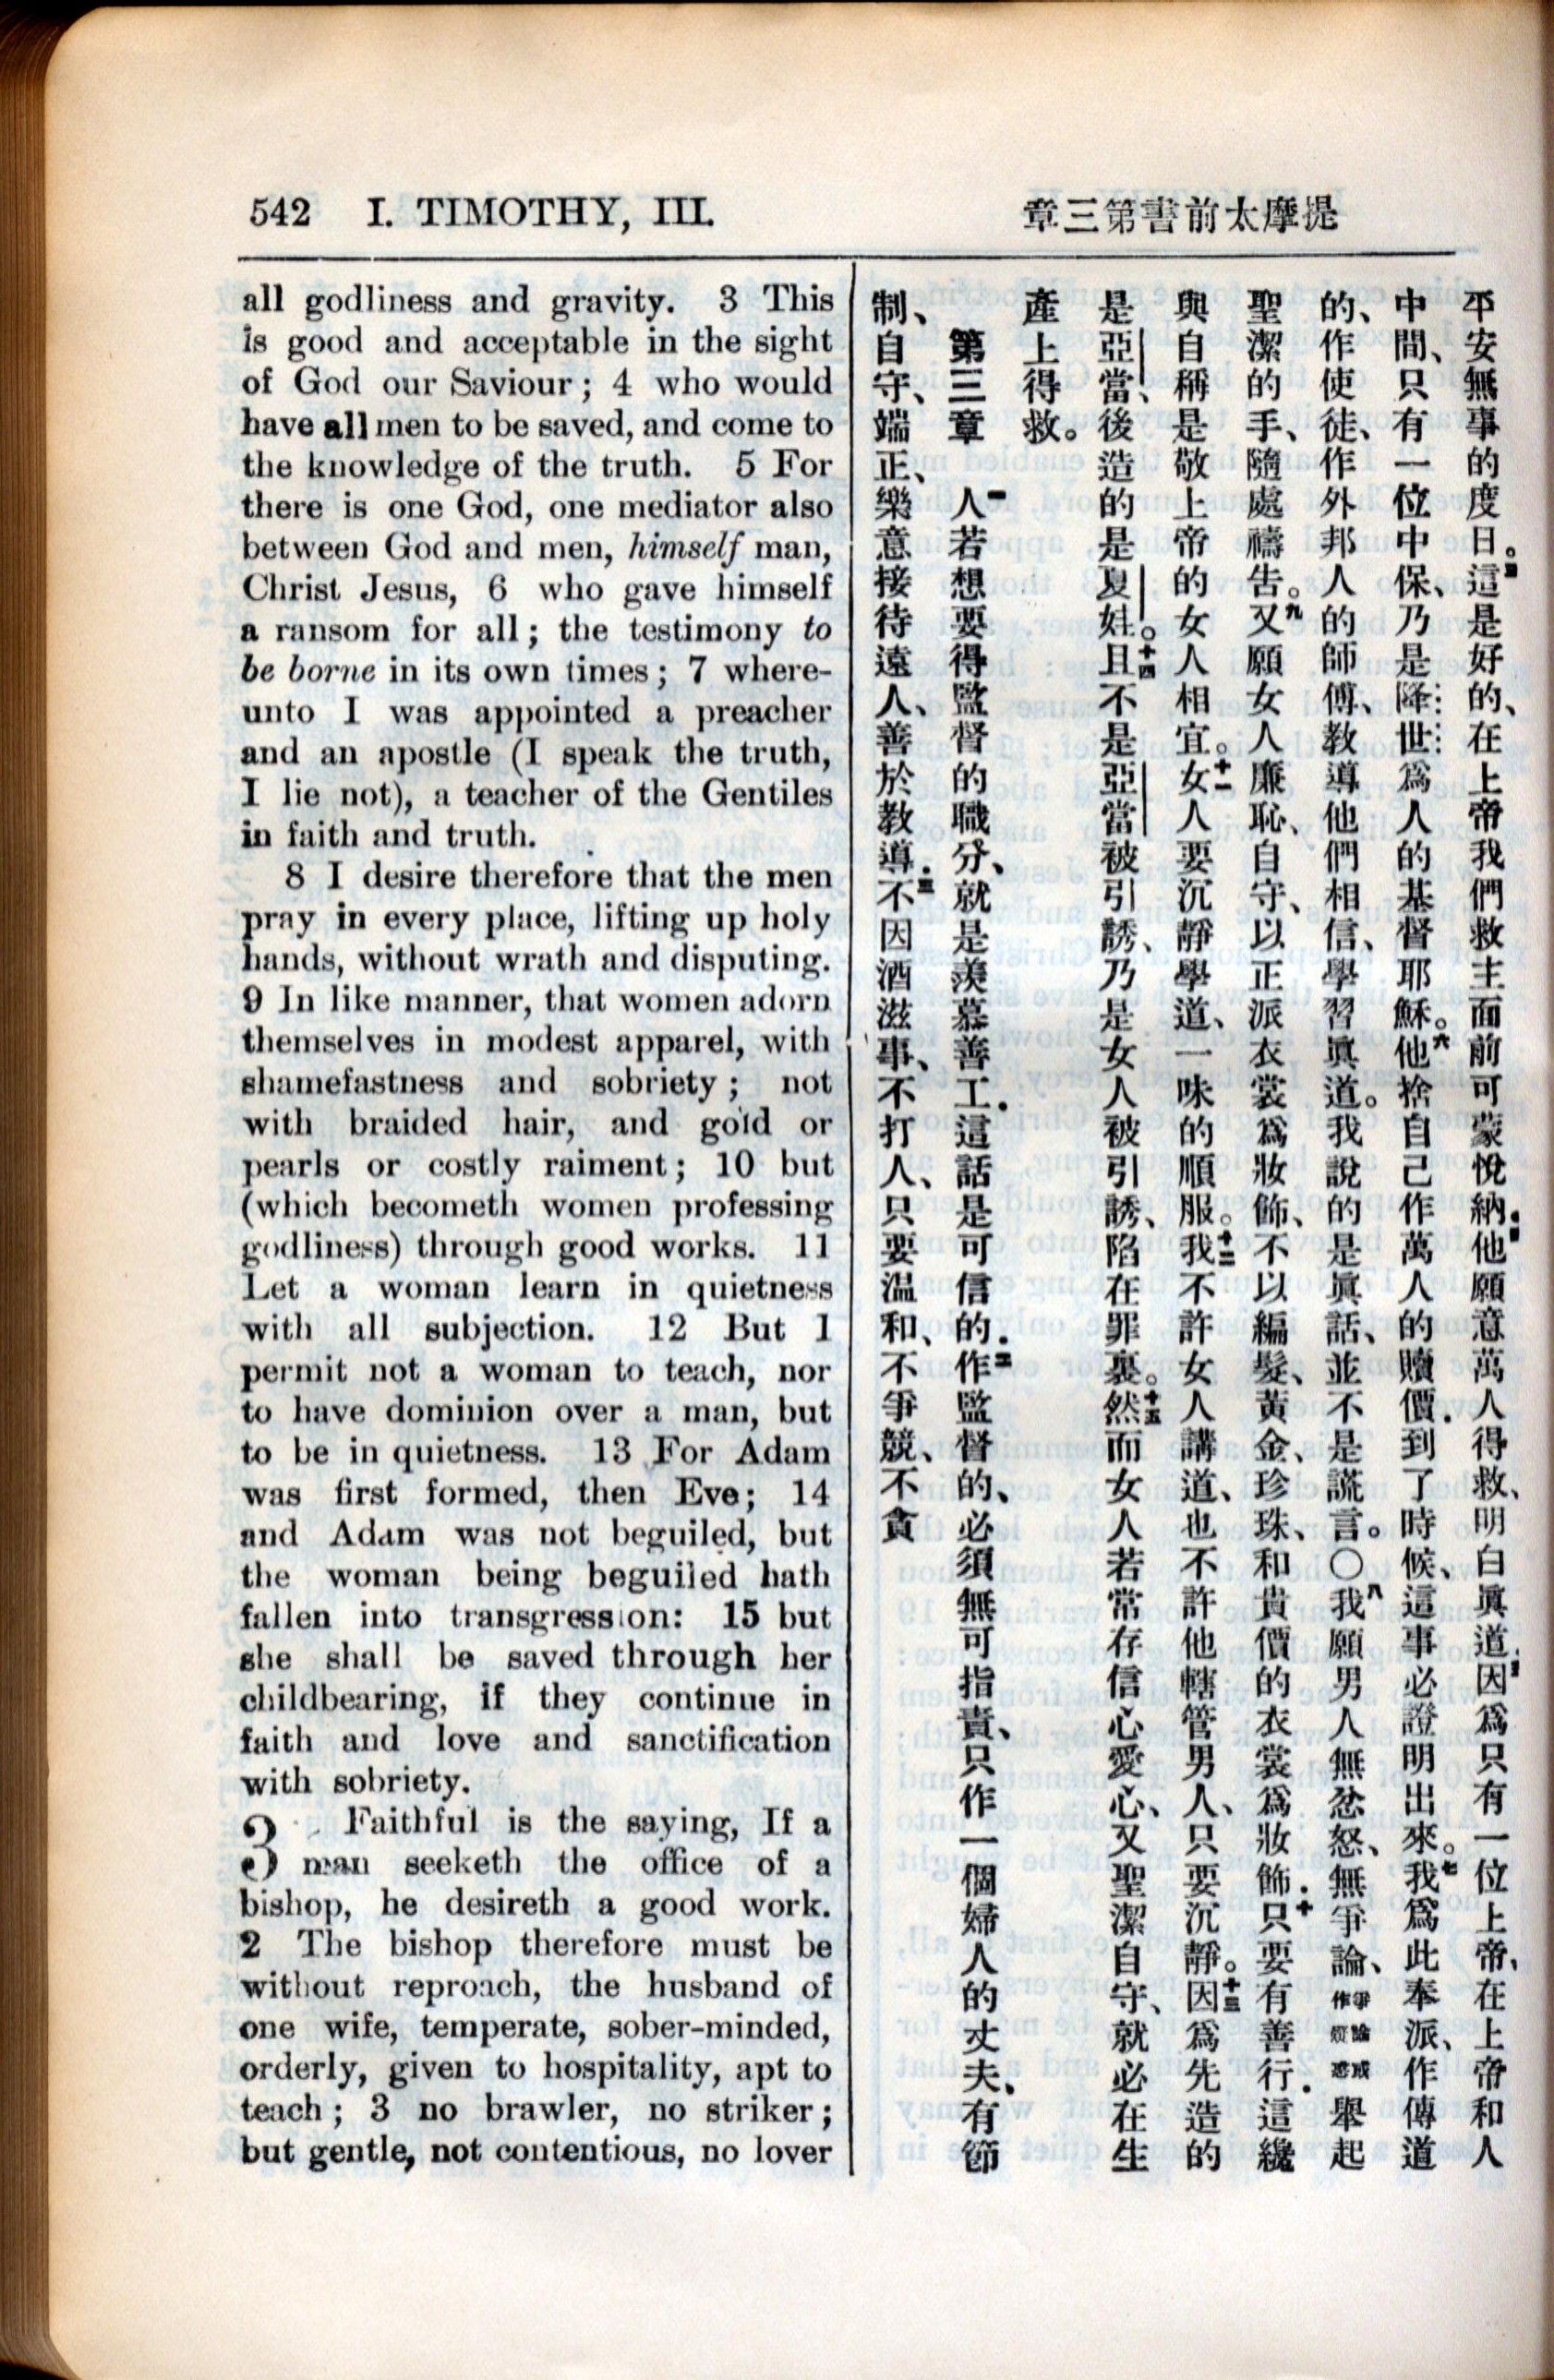 542 I. TIMOTHY, III.
提摩太前書第三章
all godliness and gravity. 3 This
is good and acceptable in the sight
of God our Saviour; 4 who would
have all men to be saved, and come to
the knowledge of the truth. 5 For
there is one God, one mediator also
between God and men, himself man,
Christ Jesus, 6 who gave himself
a ransom for all; the testimony to
be borne in its own times; 7 where-
unto I was appointed a preacher
and an apostle (I speak the truth,
I lie not), a teacher of the Gentiles
in faith and truth.
8 I desire therefore that the men
pray in every place, lifting up holy
hands, without wrath and disputing.
9 In like manner, that women adorn
themselves in modest apparel, with
shamefastness and sobriety; not
with braided hair, and gold or
pearls or costly raiment; 10 but
(which becometh women professing
godliness) through good works. 11
Let a woman learn in quietness
with all subjection. 12 But I
permit not a woman to teach, nor
to have dominion over a man, but
to be in quietness. 13 For Adam
was first formed, then Eve; 14
and Adam was not beguiled, but
the woman being beguiled hath
fallen into transgression: 15 but
she shall be saved through her
childbearing, if they continue in
faith and love and sanctification
with sobriety.
3 Faithful is the saying, If a
man seeketh the office of a
bishop, he desireth a good work.
2 The bishop therefore must be
without reproach, the husband of
one wife, temperate, sober-minded,
orderly, given to hospitality, apt to
teach; 3 no brawler, no striker;
but gentle, not contentious, no lover
平安無事的度日。三這是好的、在上帝我們救主面前可蒙悅納．四他願意萬人得救、明白眞道．五因爲只有一位上帝、在上帝和人
中間、只有一位中保、乃是降世爲人的基督耶穌。六他捨自己作萬人的贖價．到了時候、這事必證明出來。七我爲此奉派、作傳道
的、作使徒、作外邦人的師傅、教導他們相信、學習眞道。我說的是眞話、並不是謊言。〇八我願男人無忿怒、無爭論、爭論或作疑惑舉起
聖潔的手、隨處禱告。九又願女人廉恥、自守、以正派衣裳爲妝飾、不以編髮、黃金、珍珠、和貴價的衣裳爲妝飾．十只要有善行．這纔
與自稱是敬上帝的女人相宜。十一女人要沉靜學道、一味的順服。十二我不許女人講道、也不許他轄管男人、只要沉靜。十三因爲先造的
是亞當、後造的是夏娃。十四且不是亞當被引誘、乃是女人被引誘、陷在罪裏。十五然而女人若常存信心愛心、又聖潔自守、就必在生
產上得救。
第三章 一人若想要得監督的職分、就是羨慕善工．這話是可信的．二作監督的、必須無可指責、只作一個婦人的丈夫、有節
制、自守、端正、樂意接待遠人、善於教導．三不因酒滋事、不打人、只要溫和、不爭競、不貪